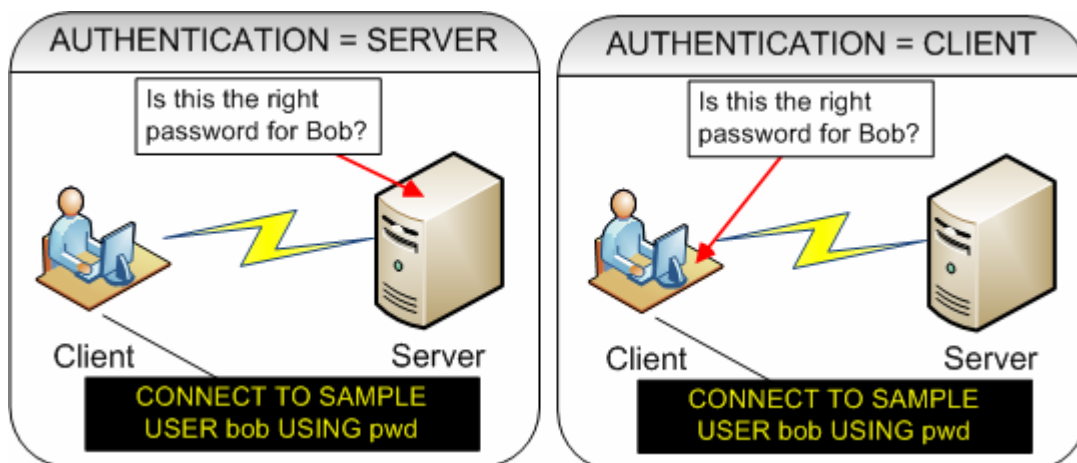 AUTHENTICATION = SERVER
Is this the right
password for Bob?
Client
Server
CONNECT TO SAMPLE
USER bob USING pwd
AUTHENTICATION = CLIENT
Is this the right
password for Bob?
Client
Server
CONNECT TO SAMPLE
USER bob USING pwd